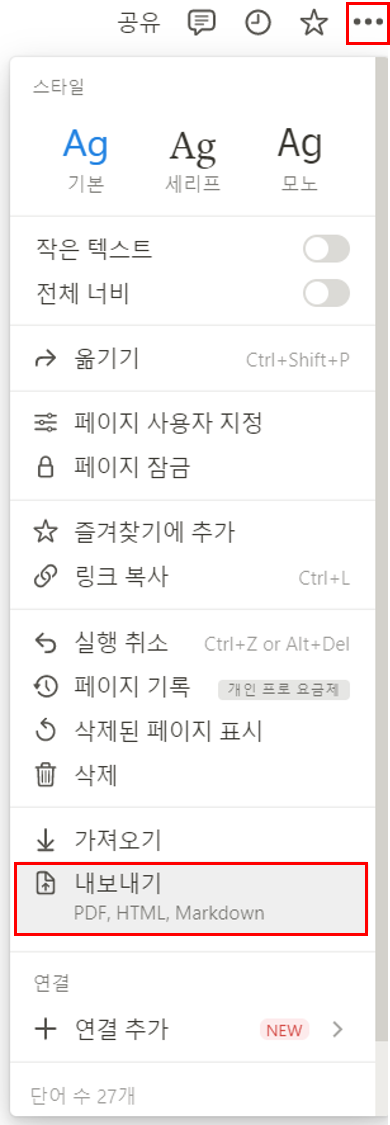 공유
스타일
Ag Ag Ag
기본 세리프 모노
작은 텍스트
전체 너비
옮기기 Ctrl+Shift+P
페이지 사용자 지정
페이지 잠금
즐겨찾기에 추가
링크 복사 Ctrl+L
실행 취소 Ctrl+Z or Alt+Del
페이지 기록 개인 프로 요금제
삭제된 페이지 표시
삭제
가져오기
내보내기
PDF, HTML, Markdown
연결
연결 추가 NEW
단어 수 27개